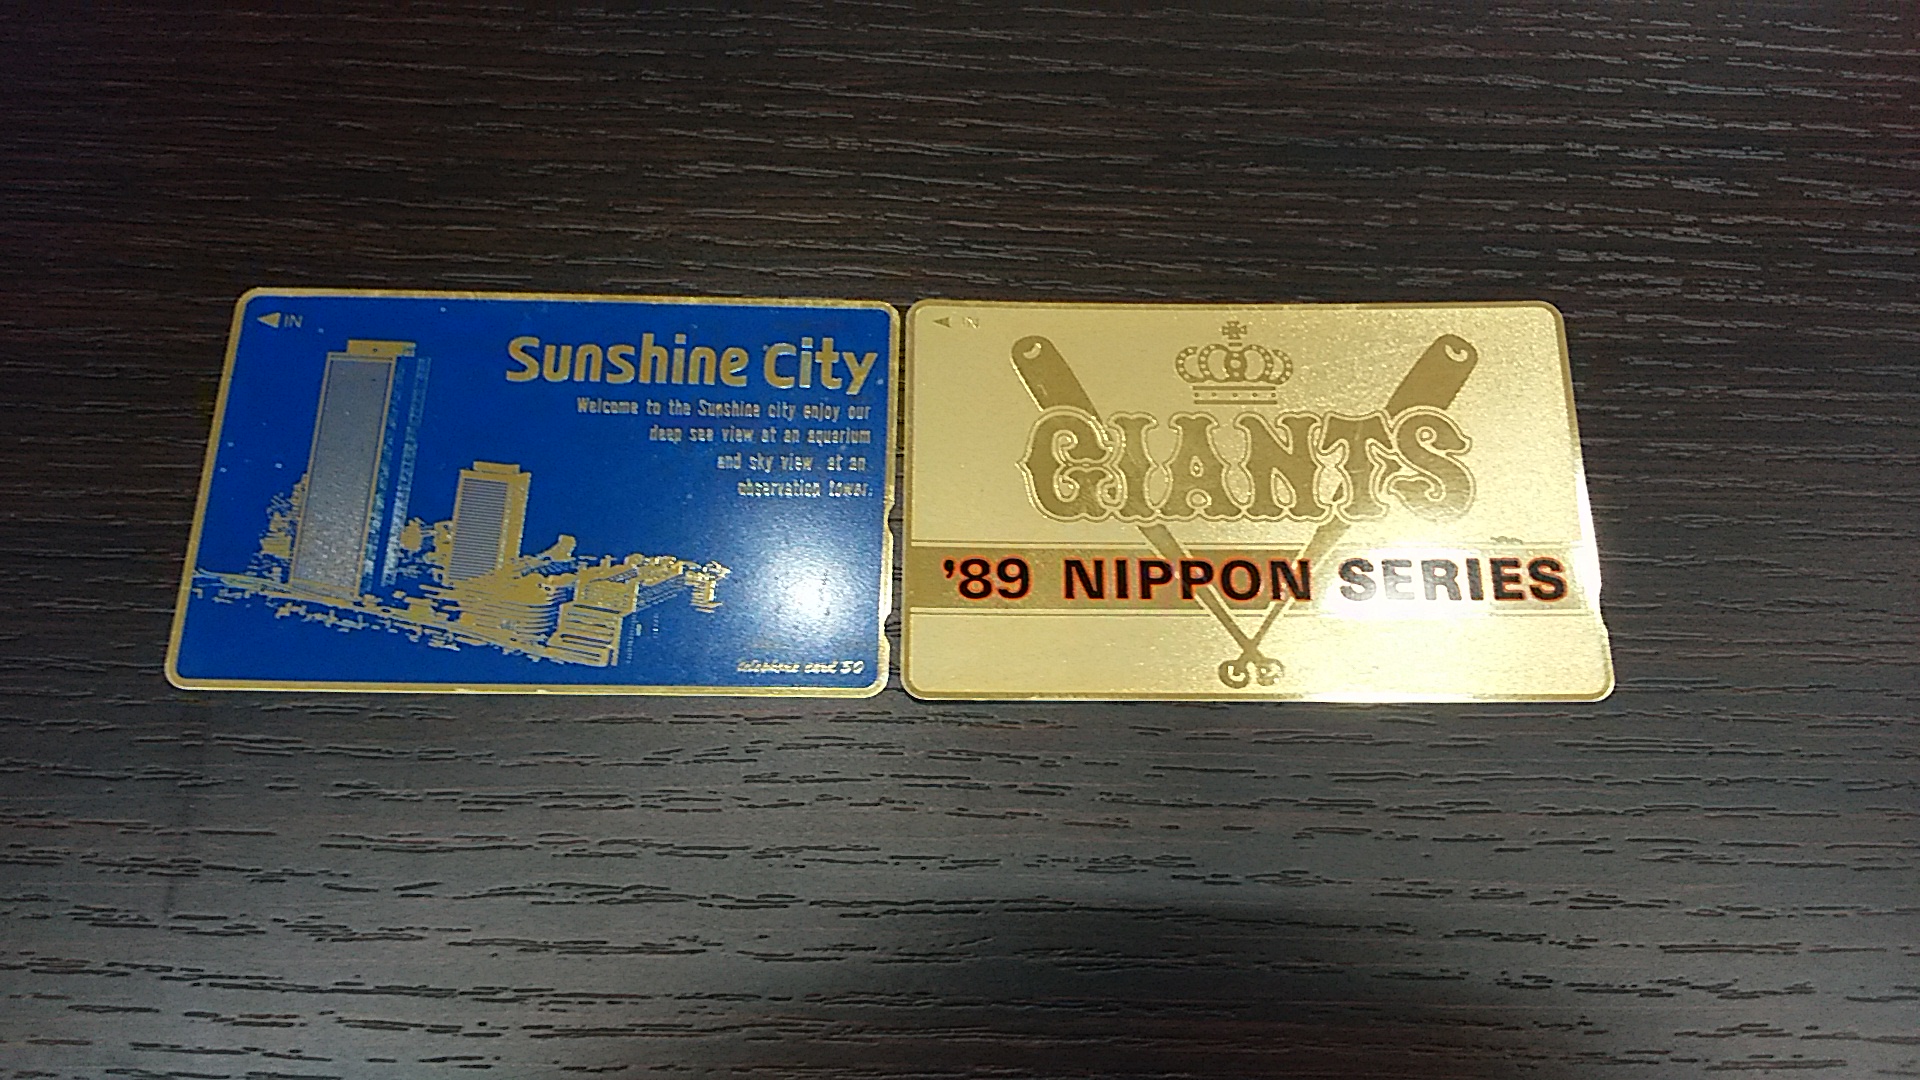 IN
Sunshine City
Welcome to the Sunshine city enjoy our
deep sea view at an aquarium
and sky view at an
observation tower.
telephone card 50
IN
GIANTS
'89 NIPPON SERIES